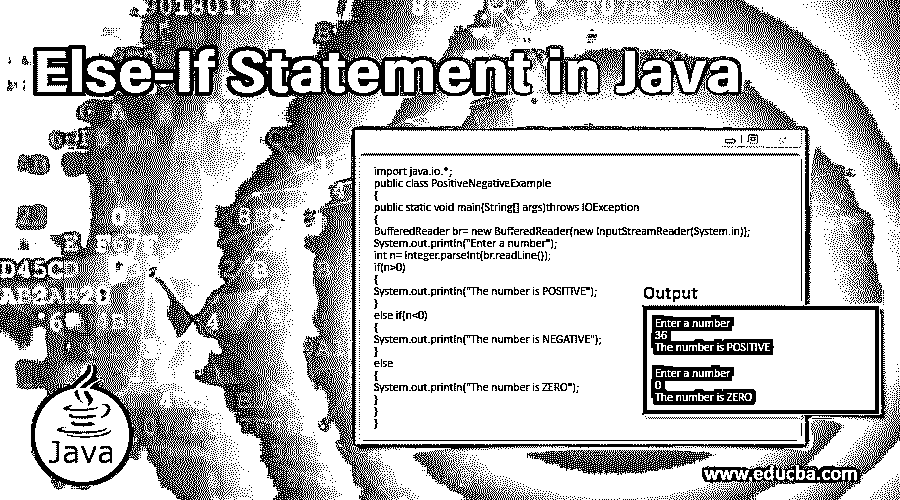 Else-If Statement in Java
import java.io.*;
public class PositiveNegativeExample
{
public static void main(String[] args)throws IOException
{
BufferedReader br= new BufferedReader(new InputStreamReader(System.in));
System.out.println("Enter a number");
int n= Integer.parseInt(br.readLine());
if(n>0)
{
System.out.println("The number is POSITIVE");
}
else if(n<0)
{
System.out.println("The number is NEGATIVE");
}
else
{
System.out.println("The number is ZERO");
}
}
}
Output
Enter a number
36
The number is POSITIVE
Enter a number
0
The number is ZERO
Java
www.educba.com